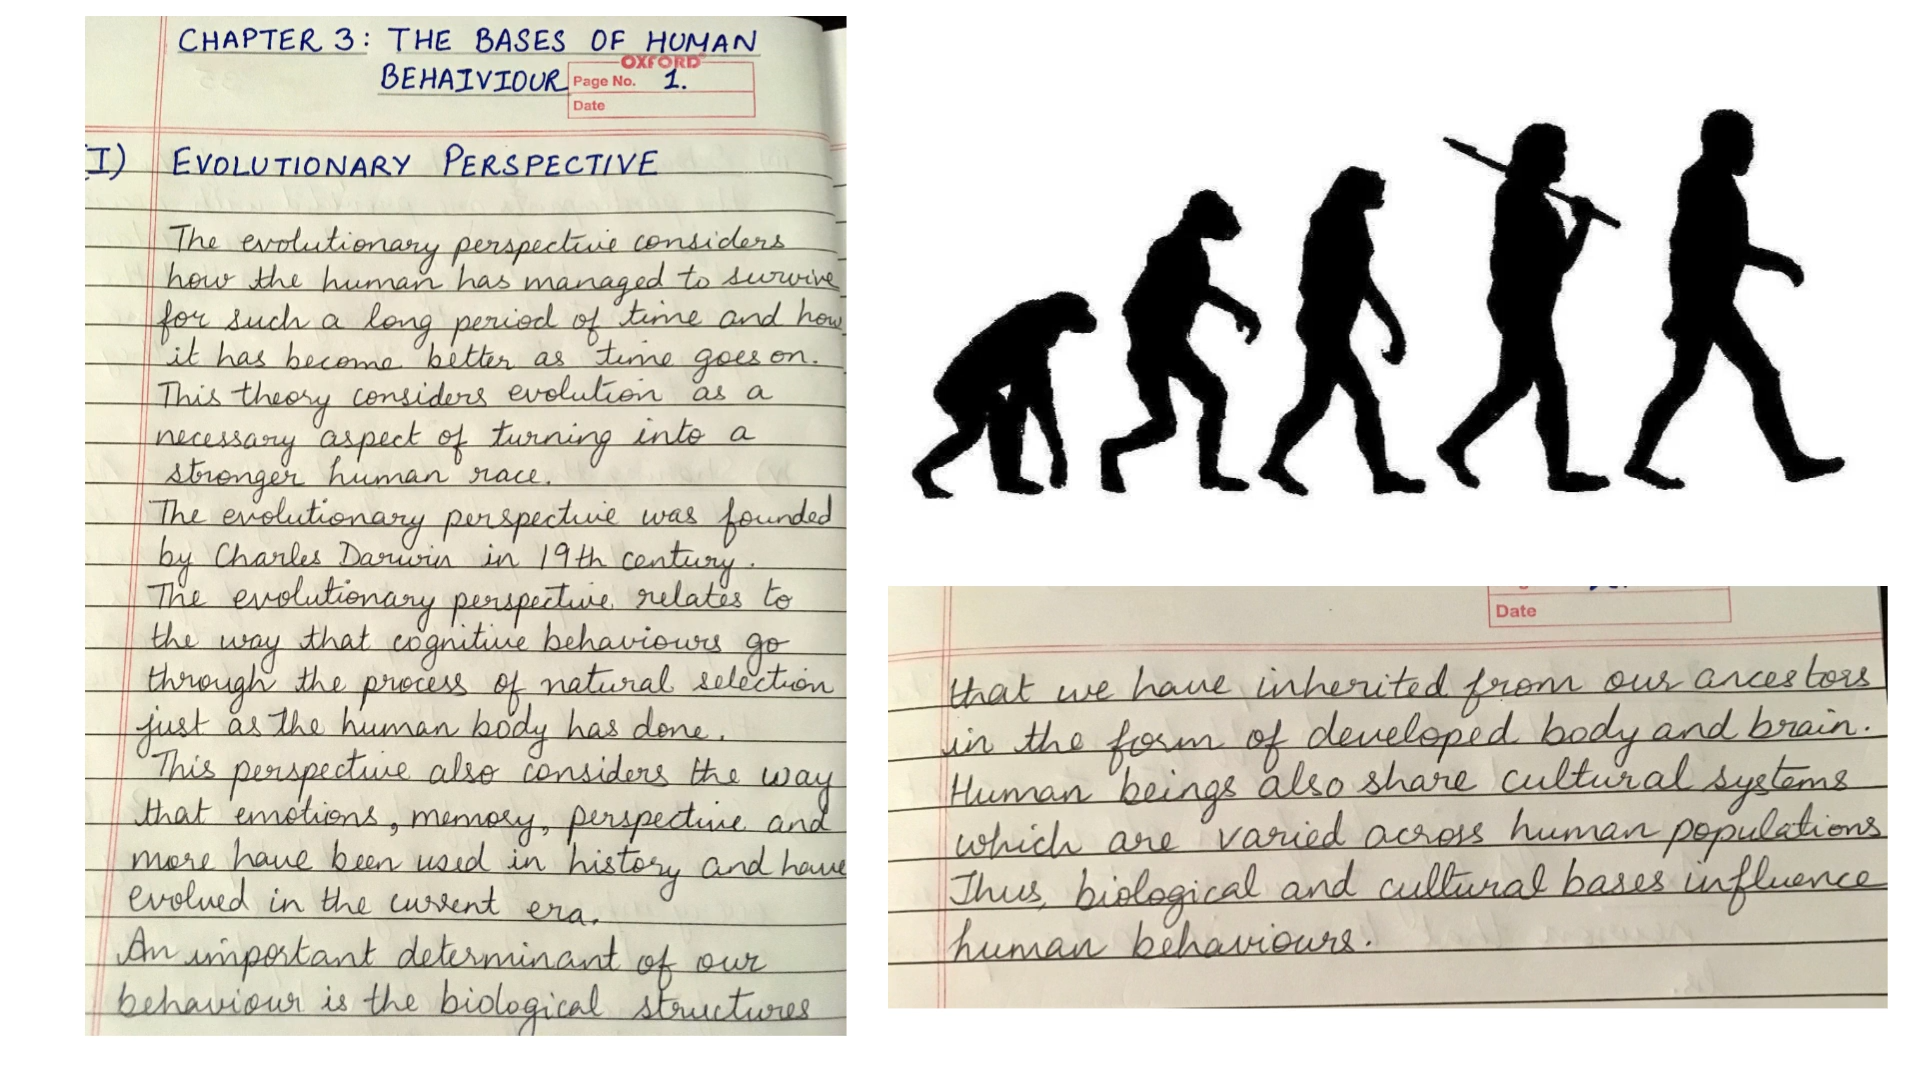 CHAPTER 3: THE BASES OF HUMAN
BEHAIVIOUR
OXFORD
Page No. 1.
Date
(I) EVOLUTIONARY PERSPECTIVE
The evolutionary perspective considers
how the human has managed to survive
for such a long period of time and how
it has become better as time goes on.
This theory considers evolution as a
necessary aspect of turning into a
stronger human race.
The evolutionary perspective was founded
by Charles Darwin in 19th century.
The evolutionary perspective relates to
the way that cognitive behaviours go
through the process of natural selection
just as the human body has done.
This perspective also considers the way
that emotions, memory, perspective and
more have been used in history and have
evolved in the current era.
An important determinant of our
behaviour is the biological structures
Date
that we have inherited from our ancestors
in the form of developed body and brain.
Human beings also share cultural systems
which are varied across human populations
Thus, biological and cultural bases influence
human behaviours.